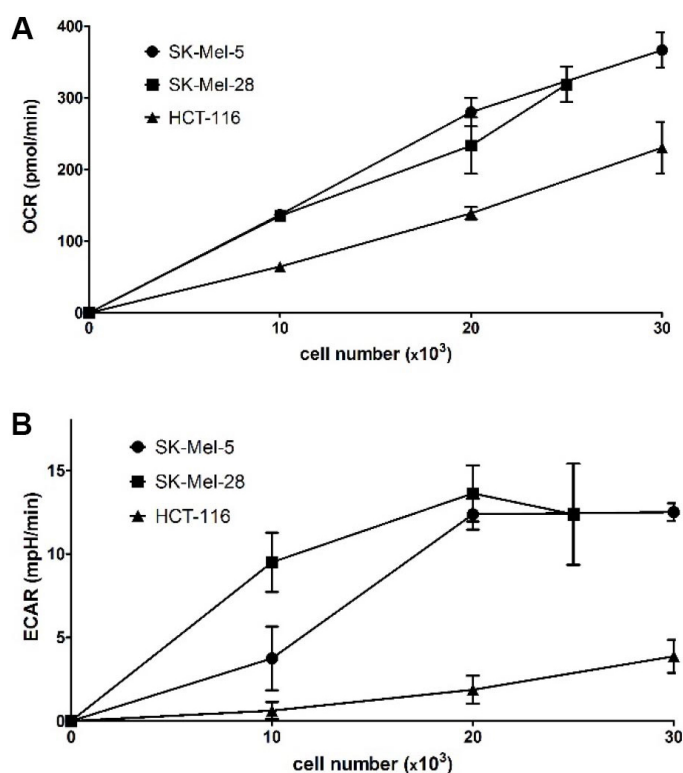 A
400
300
200
100
0
OCR (pmol/min)
SK-Mel-5
SK-Mel-28
HCT-116
0 10 20 30
cell number (x10³)
B
15
10
5
0
ECAR (mpH/min)
SK-Mel-5
SK-Mel-28
HCT-116
0 10 20 30
cell number (x10³)